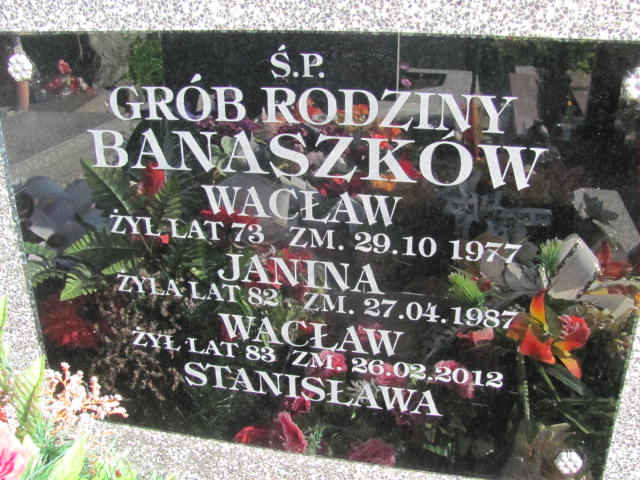 Ś.P.
GRÓB RODZINY
BANASZKÓW
WACŁAW
ŻYŁ LAT 73 ZM. 29.10 1977
JANINA
ŻYŁA LAT 82 ZM. 27.04.1987
WACŁAW
ŻYŁ LAT 83 ZM. 26.02.2012
STANISŁAWA